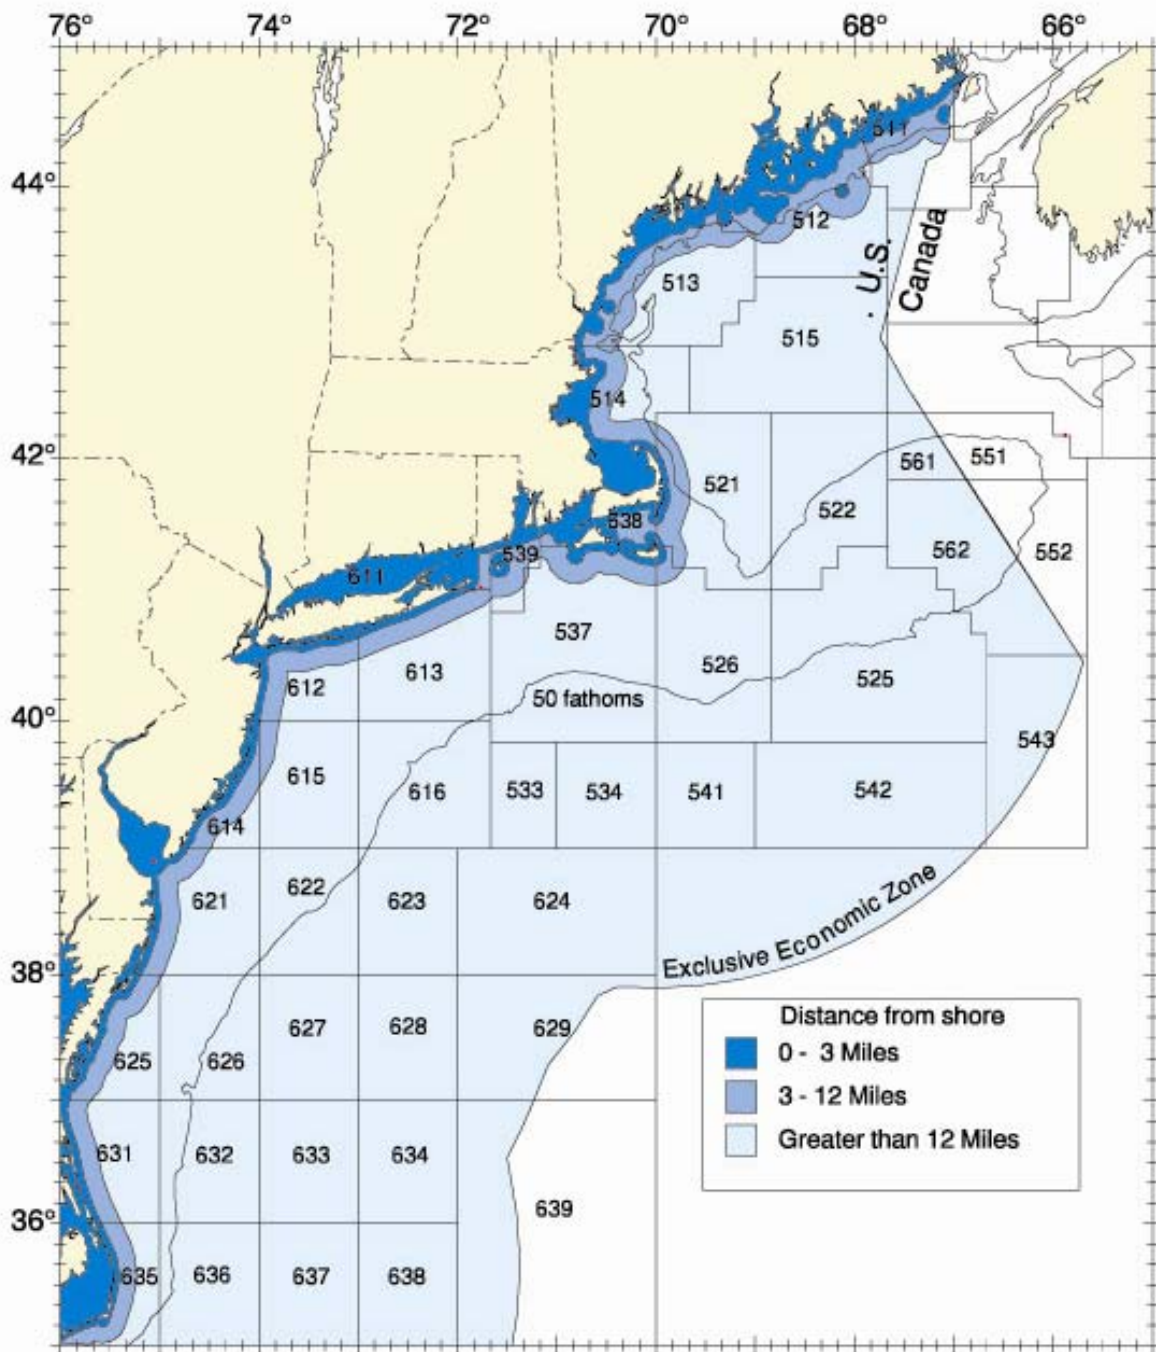 76° 74° 72° 70° 68° 66°
511
44°
512
U.S.
Canada
513
515
514
42°
561 551
521
522
538
539
562 552
611
537
526
613
612
525
50 fathoms
40°
543
615
616 533 534 541 542
614
622
621 623 624
Exclusive Economic Zone
38°
Distance from shore
0 - 3 Miles
3 - 12 Miles
Greater than 12 Miles
627 628 629
625 626
631 632 633 634
639
36°
635 636 637 638